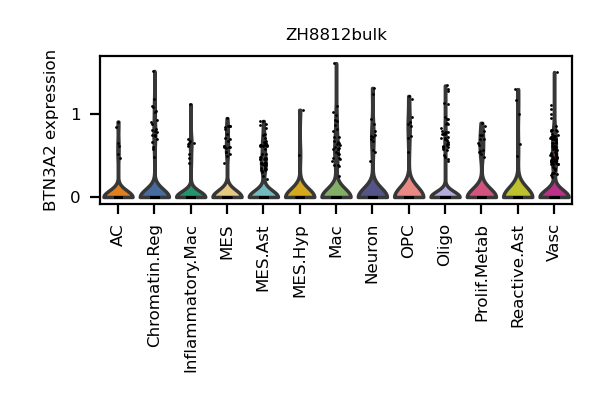 ZH8812bulk
BTN3A2 expression
1
0
AC
Chromatin.Reg
Inflammatory.Mac
MES
MES.Ast
MES.Hyp
Mac
Neuron
OPC
Oligo
Prolif.Metab
Reactive.Ast
Vasc